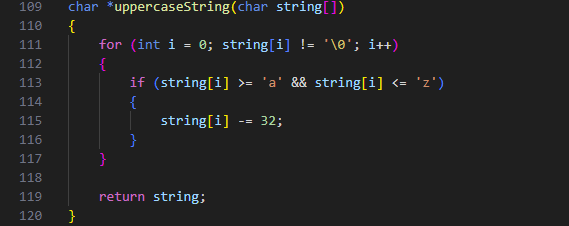 109 char *uppercaseString(char string[])
110 {
111     for (int i = 0; string[i] != '\0'; i++)
112     {
113         if (string[i] >= 'a' && string[i] <= 'z')
114         {
115             string[i] -= 32;
116         }
117     }
118
119     return string;
120 }